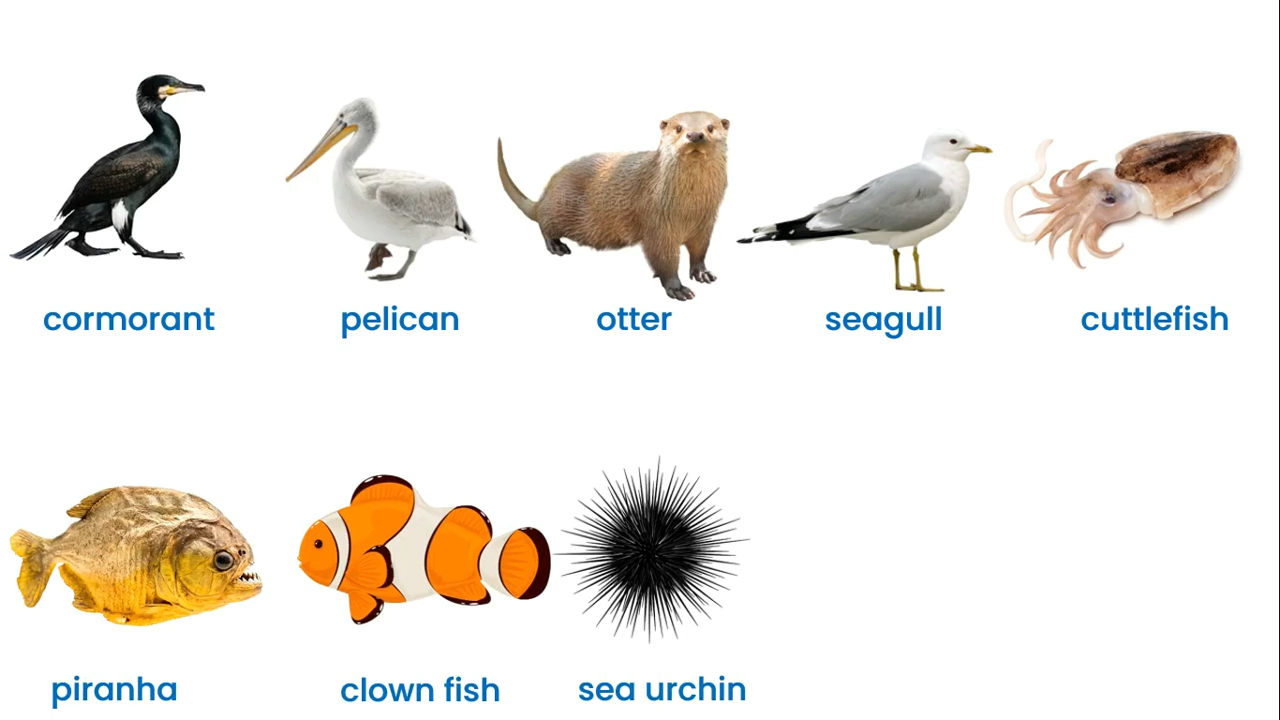 cormorant
pelican
otter
seagull
cuttlefish
piranha
clown fish
sea urchin